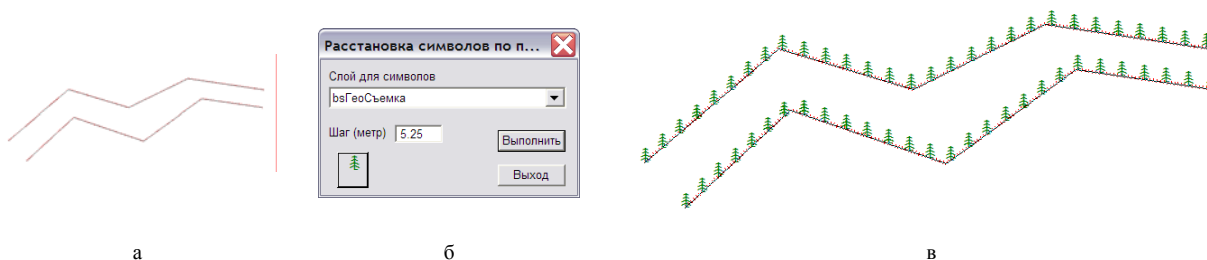 Расстановка символов по п...
Слой для символов
bsГеоСъемка
Шаг (метр) 5.25
Выполнить
Выход
а б в